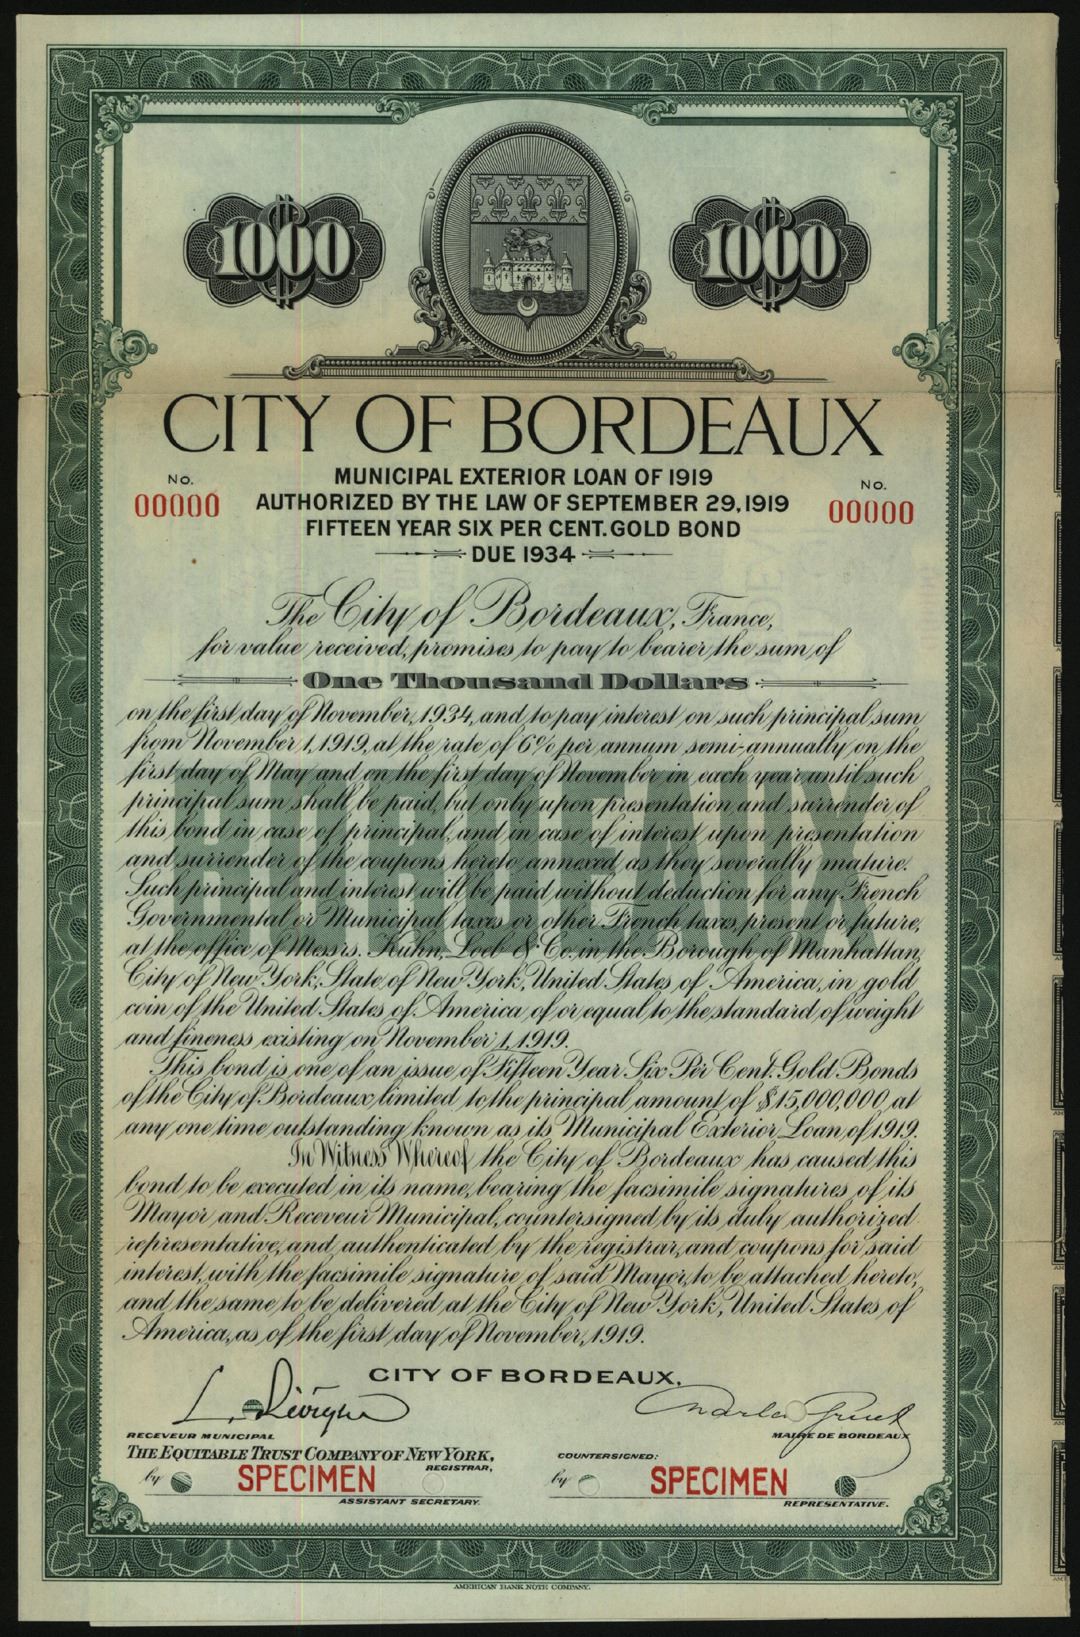 1000 1000
CITY OF BORDEAUX
MUNICIPAL EXTERIOR LOAN OF 1919
No. 00000 AUTHORIZED BY THE LAW OF SEPTEMBER 29, 1919 No. 00000
FIFTEEN YEAR SIX PER CENT. GOLD BOND
DUE 1934
The City of Bordeaux, France,
for value received, promises to pay to bearer the sum of
One Thousand Dollars
on the first day of November, 1934, and to pay interest on such principal sum
from November 1, 1919, at the rate of 6% per annum semi-annually on the
first day of May and on the first day of November in each year until such
principal sum shall be paid, but only upon presentation and surrender of
this bond in case of principal, and in case of interest upon presentation
and surrender of the coupons hereto annexed as they severally mature.
Such principal and interest will be paid without deduction for any French
Governmental or Municipal taxes or other French taxes, present or future,
at the office of Messrs. Kuhn, Loeb & Co. in the Borough of Manhattan,
City of New York, State of New York, United States of America, in gold
coin of the United States of America of or equal to the standard of weight
and fineness existing on November 1, 1919.
This bond is one of an issue of Fifteen Year Six Per Cent. Gold Bonds
of the City of Bordeaux, limited to the principal amount of $15,000,000 at
any one time outstanding known as its Municipal Exterior Loan of 1919.
In Witness Whereof the City of Bordeaux has caused this
bond to be executed in its name, bearing the facsimile signatures of its
Mayor and Receveur Municipal, countersigned by its duly authorized
representative, and authenticated by the registrar, and coupons for said
interest, with the facsimile signature of said Mayor, to be attached hereto,
and the same to be delivered at the City of New York, United States of
America, as of the first day of November, 1919.
CITY OF BORDEAUX,
RECEVEUR MUNICIPAL MAIRE DE BORDEAUX
THE EQUITABLE TRUST COMPANY OF NEW YORK, COUNTERSIGNED:
REGISTRAR,
by SPECIMEN by SPECIMEN
ASSISTANT SECRETARY. REPRESENTATIVE.
AMERICAN BANK NOTE COMPANY.